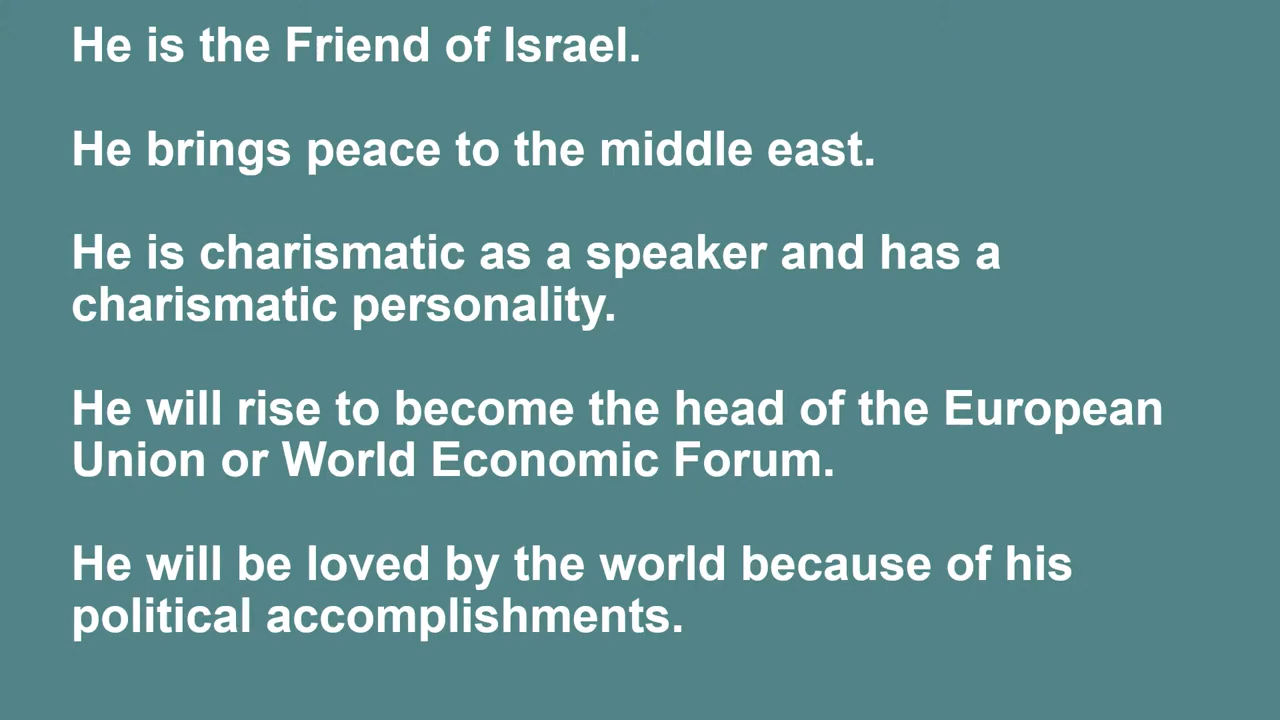 He is the Friend of Israel.
He brings peace to the middle east.
He is charismatic as a speaker and has a
charismatic personality.
He will rise to become the head of the European
Union or World Economic Forum.
He will be loved by the world because of his
political accomplishments.